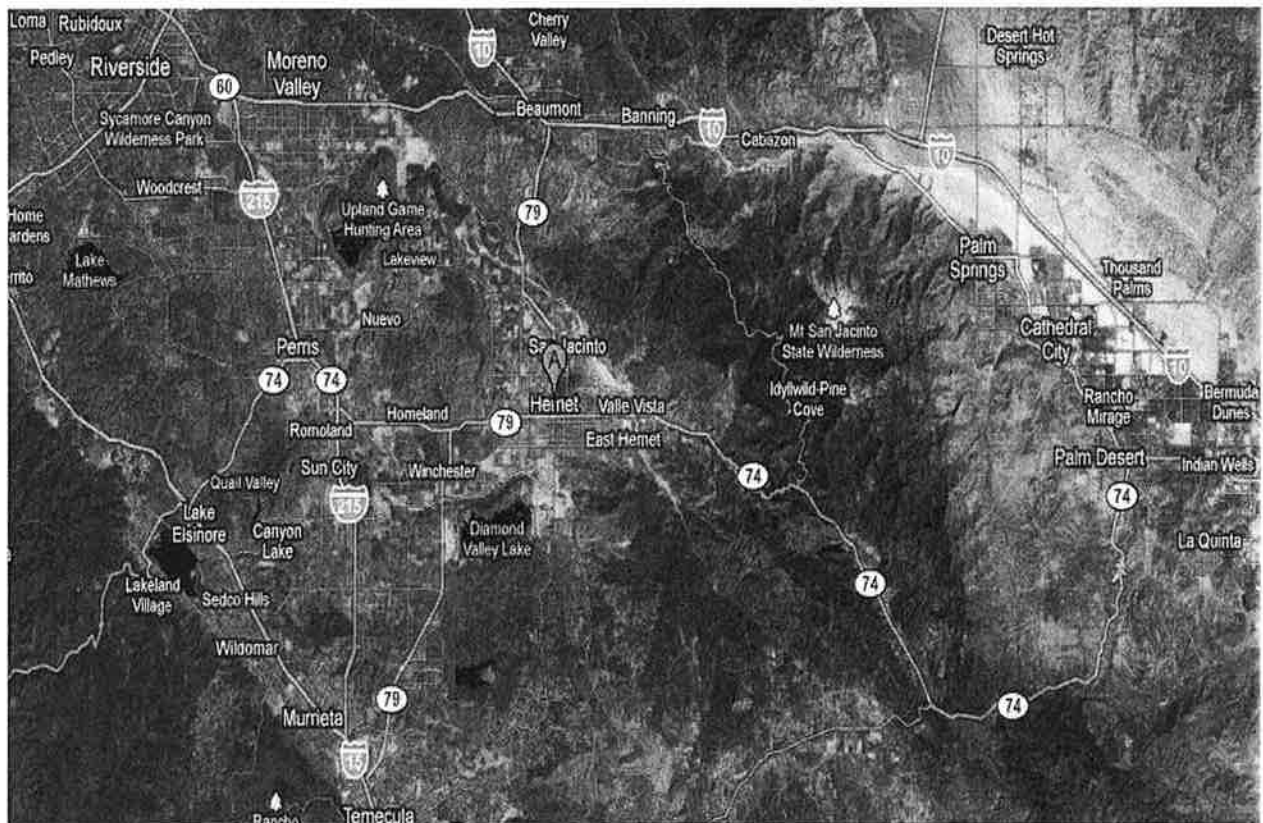 Loma
Rubidoux
Pedley
Riverside
60
Moreno
Valley
10
Cherry
Valley
Desert Hot
Springs
Sycamore Canyon
Wilderness Park
Beaumont
Banning
10
Cabazon
10
Woodcrest
215
Upland Game
Hunting Area
Lakeview
79
Home
ardens
Lake
Mathews
rrito
Palm
Springs
Thousand
Palms
Nuevo
Perris
San Jacinto
A
Mt San Jacinto
State Wilderness
Cathedral
City
10
74
74
Homeland
79
Hemet
Valle Vista
Idyllwild-Pine
Cove
Rancho
Mirage
Bermuda
Dunes
Romoland
East Hemet
Sun City
Winchester
74
Palm Desert
Indian Wells
Quail Valley
215
74
Lake
Elsinore
Canyon
Lake
Diamond
Valley Lake
La Quinta
Lakeland
Village
Sedco Hills
74
Wildomar
79
Murrieta
74
15
Temecula
Rancho